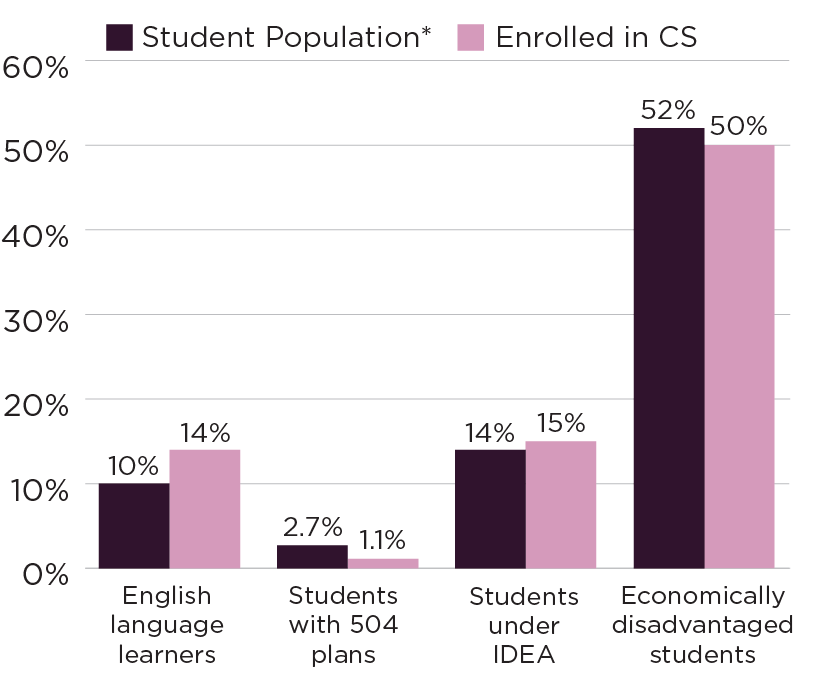 Student Population* Enrolled in CS
60%
50%
40%
30%
20%
10%
0%
10% 14%
2.7% 1.1%
14% 15%
52% 50%
English
language
learners
Students
with 504
plans
Students
under
IDEA
Economically
disadvantaged
students